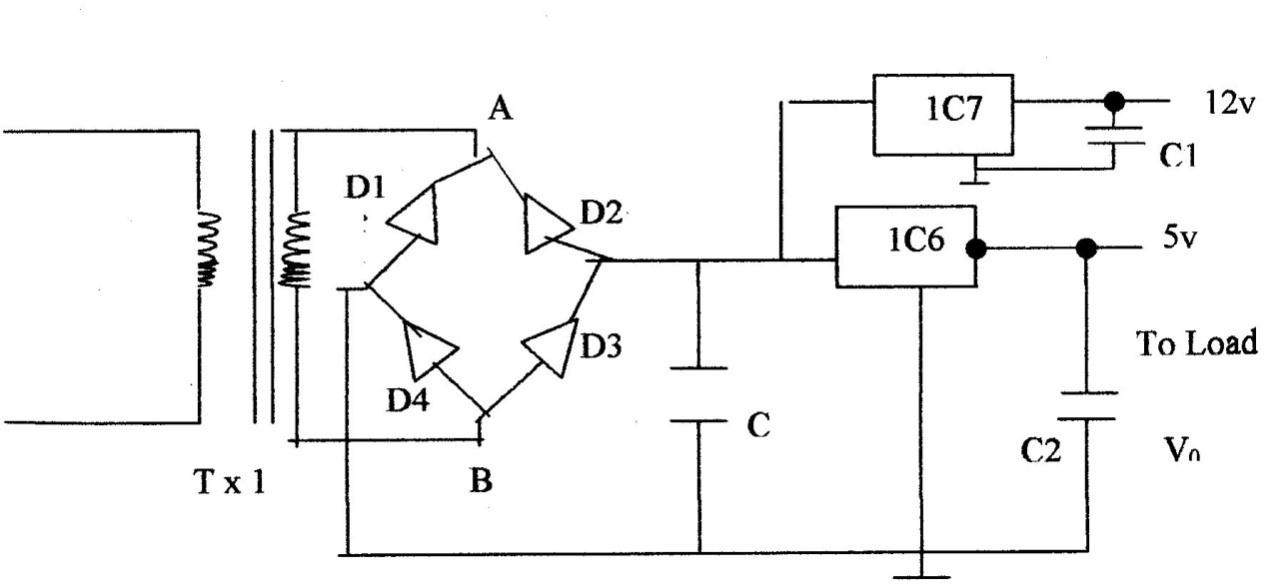 A
1C7
12v
C1
D1
D2
1C6
5v
D3
To Load
D4
C
C2
V₀
T x 1
B